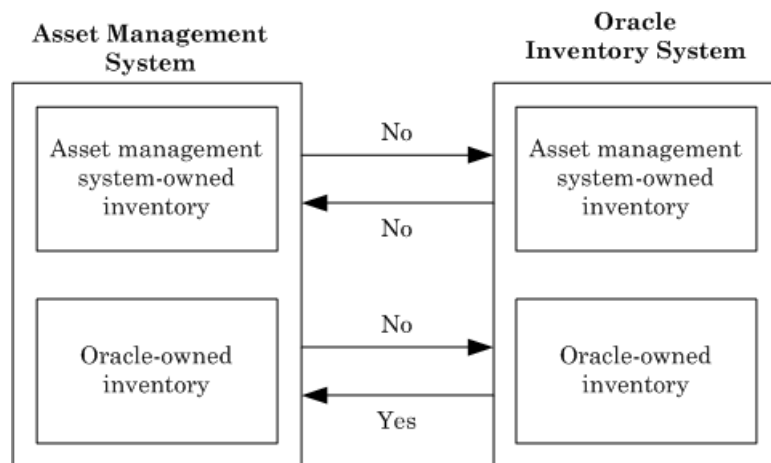 Asset Management
System
Oracle
Inventory System
Asset management
system-owned
inventory
No
No
Asset management
system-owned
inventory
Oracle-owned
inventory
No
Yes
Oracle-owned
inventory